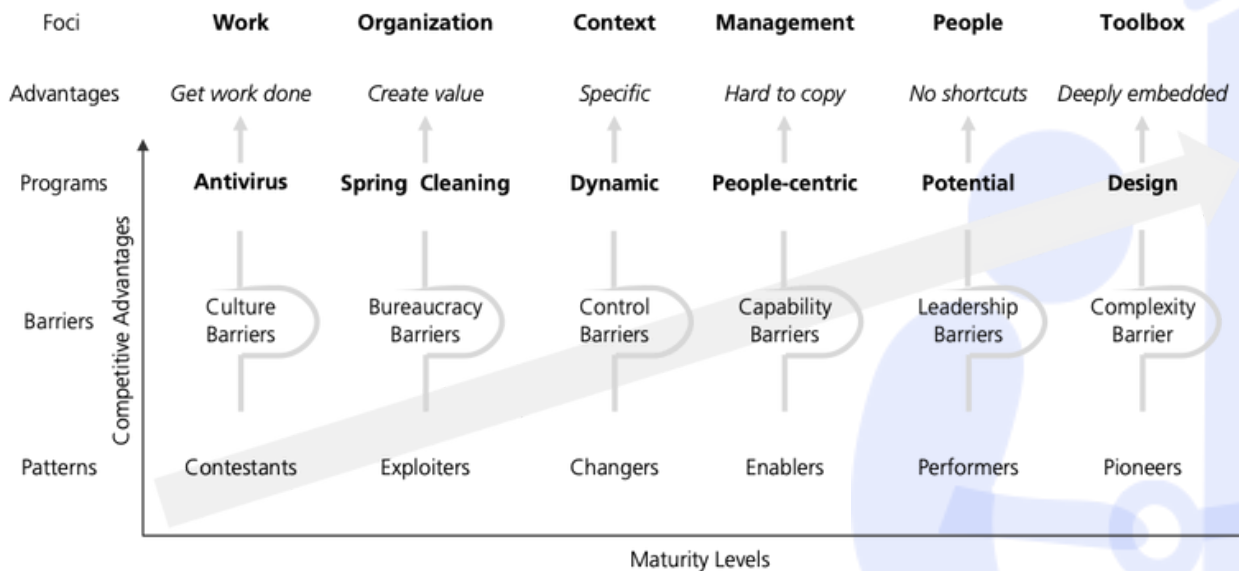 Foci Work Organization Context Management People Toolbox
Advantages Get work done Create value Specific Hard to copy No shortcuts Deeply embedded
Programs Antivirus Spring Cleaning Dynamic People-centric Potential Design
Competitive Advantages
Barriers Culture Barriers Bureaucracy Barriers Control Barriers Capability Barriers Leadership Barriers Complexity Barrier
Patterns Contestants Exploiters Changers Enablers Performers Pioneers
Maturity Levels